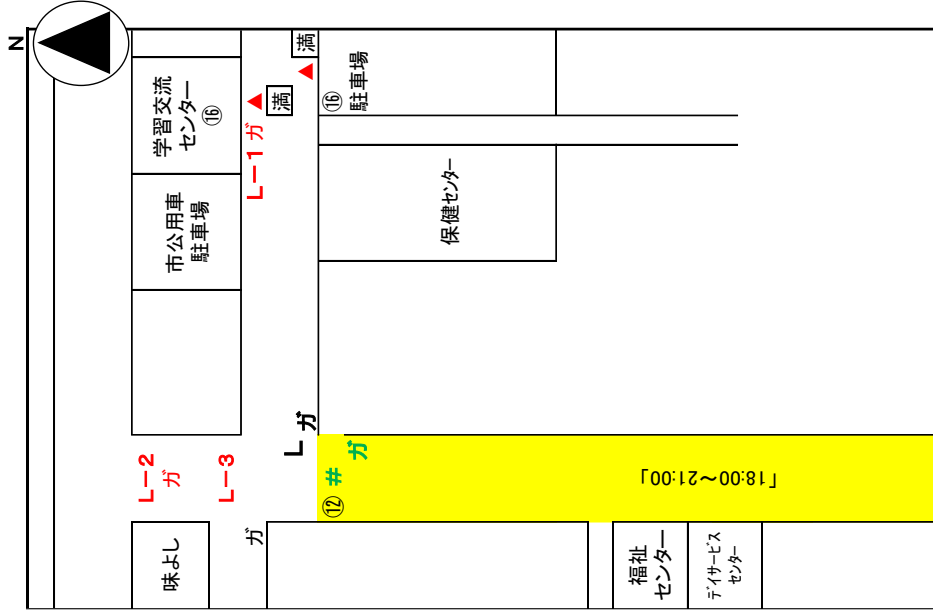 N
学習交流
センター
⑯
満
満
L-1 ガ
⑯
駐車場
市公用車
駐車場
保健センター
L ガ
L-2
ガ
L-3
⑫ #
ガ
「18:00~21:00」
味よし
ガ
福祉
センター
デイサービス
センター